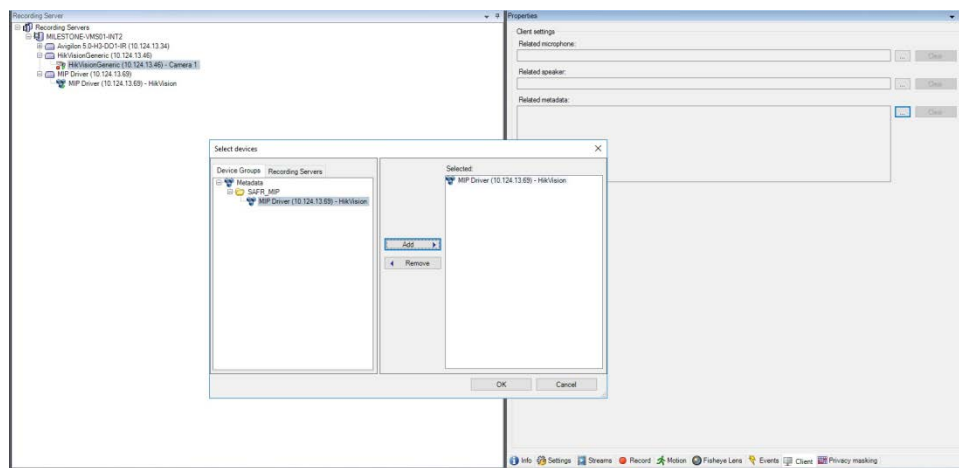 Recording Server
Recording Servers
MILESTONE-VMS01-INT2
Avigilon 5.0-H3-DO1-IR (10.124.13.34)
HikVisionGeneric (10.124.13.46)
HikVisionGeneric (10.124.13.46) - Camera 1
MIP Driver (10.124.13.69)
MIP Driver (10.124.13.69) - HikVision
Properties
Client settings
Related microphone:
... Clear
Related speaker:
... Clear
Related metadata:
... Clear
Select devices
Device Groups Recording Servers
Metadata
SAFR_MIP
MIP Driver (10.124.13.69) - HikVision
Add
Remove
Selected:
MIP Driver (10.124.13.69) - HikVision
OK Cancel
Info Settings Streams Record Motion Fisheye Lens Events Client Privacy masking